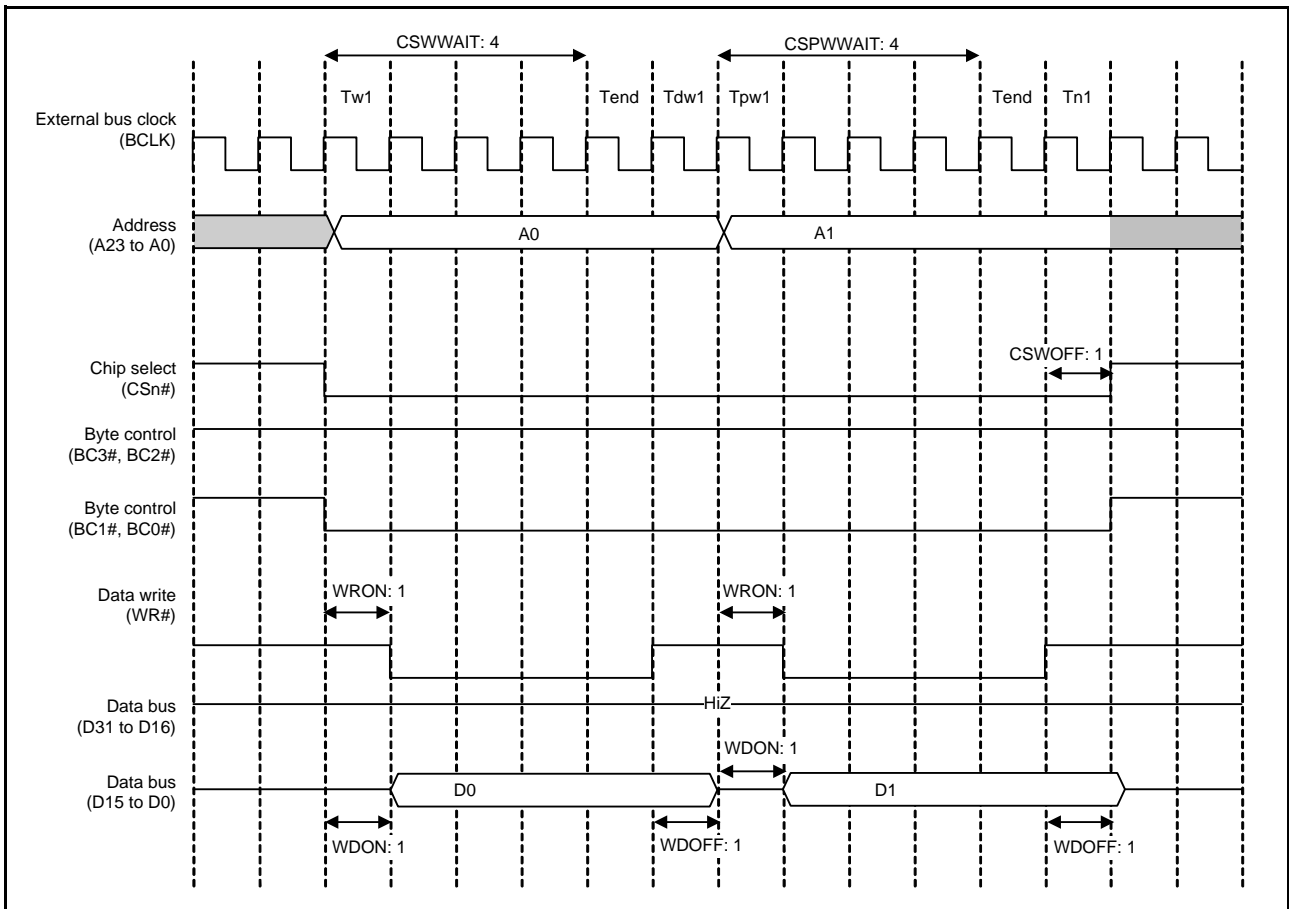 CSWWAIT: 4
CSPWWAIT: 4
Tw1
Tend
Tdw1
Tpw1
Tend
Tn1
External bus clock
(BCLK)
Address
(A23 to A0)
A0
A1
Chip select
(CSn#)
CSWOFF: 1
Byte control
(BC3#, BC2#)
Byte control
(BC1#, BC0#)
Data write
(WR#)
WRON: 1
WRON: 1
Data bus
(D31 to D16)
HiZ
WDON: 1
Data bus
(D15 to D0)
D0
D1
WDON: 1
WDOFF: 1
WDOFF: 1